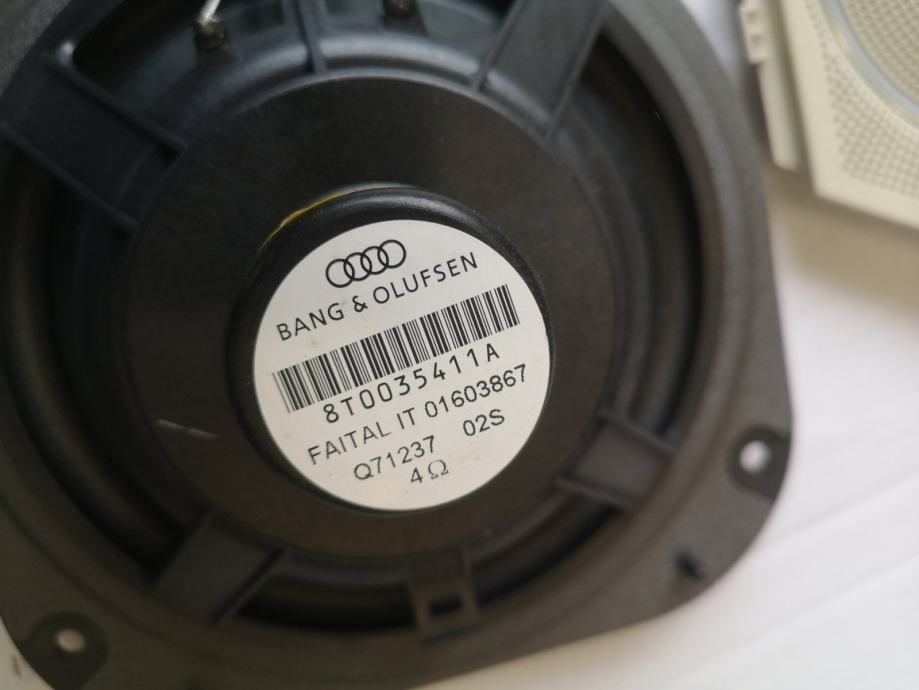 BANG & OLUFSEN
8T0035411A
FAITAL IT 01603867
Q71237 02S
4Ω